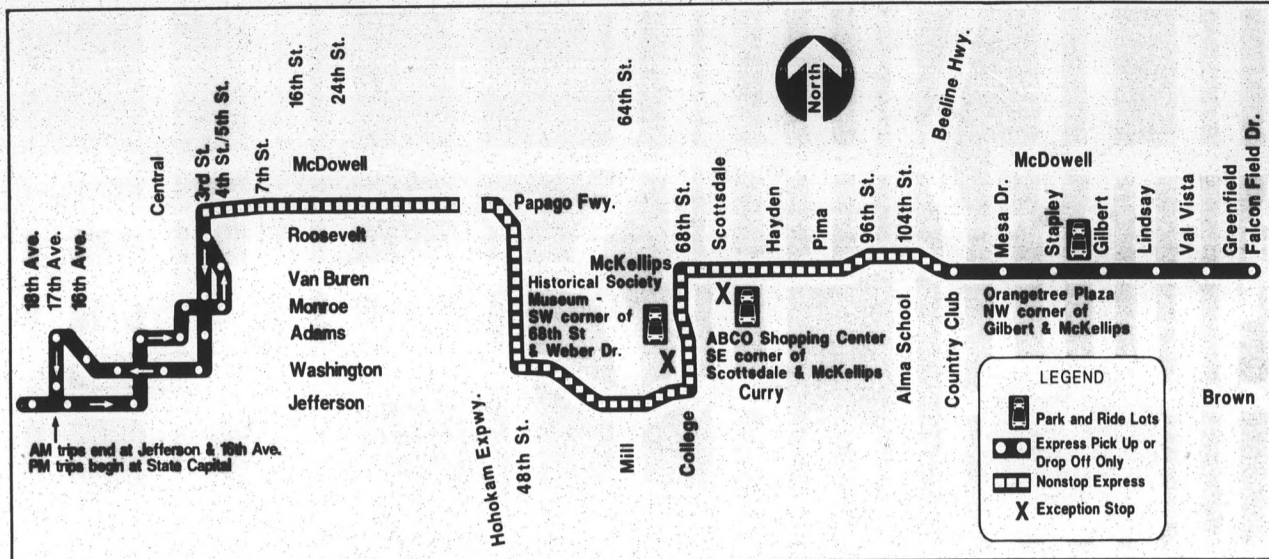 16th St.
24th St.
64th St.
North
Beeline Hwy.
Central
3rd St.
4th St./5th St.
7th St.
McDowell
McDowell
18th Ave.
17th Ave.
16th Ave.
Papago Fwy.
Roosevelt
Van Buren
Monroe
Adams
Washington
Jefferson
68th St.
Scottsdale
Hayden
Pima
96th St.
104th St.
Mesa Dr.
Stapley
Gilbert
Lindsay
Val Vista
Greenfield
Falcon Field Dr.
McKellips
Historical Society
Museum -
SW corner of
68th St
& Weber Dr.
X
X
ABCO Shopping Center
SE corner of
Scottsdale & McKellips
Curry
Alma School
Country Club
Orangetree Plaza
NW corner of
Gilbert & McKellips
Brown
Hohokam Expwy.
48th St.
Mill
College
AM trips end at Jefferson & 16th Ave.
PM trips begin at State Capital
LEGEND
Park and Ride Lots
Express Pick Up or
Drop Off Only
Nonstop Express
X Exception Stop